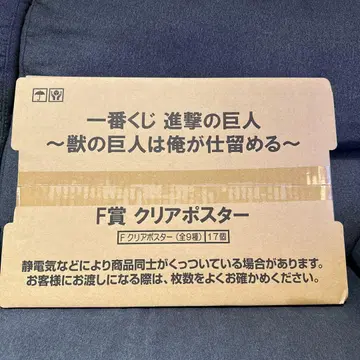 一番くじ 進撃の巨人
～獣の巨人は俺が仕留める～
F賞 クリアポスター
F クリアポスター（全9種） 17個
静電気などにより商品同士がくっついている場合があります。
お客様にお渡しになる際は、枚数をよくお確かめください。